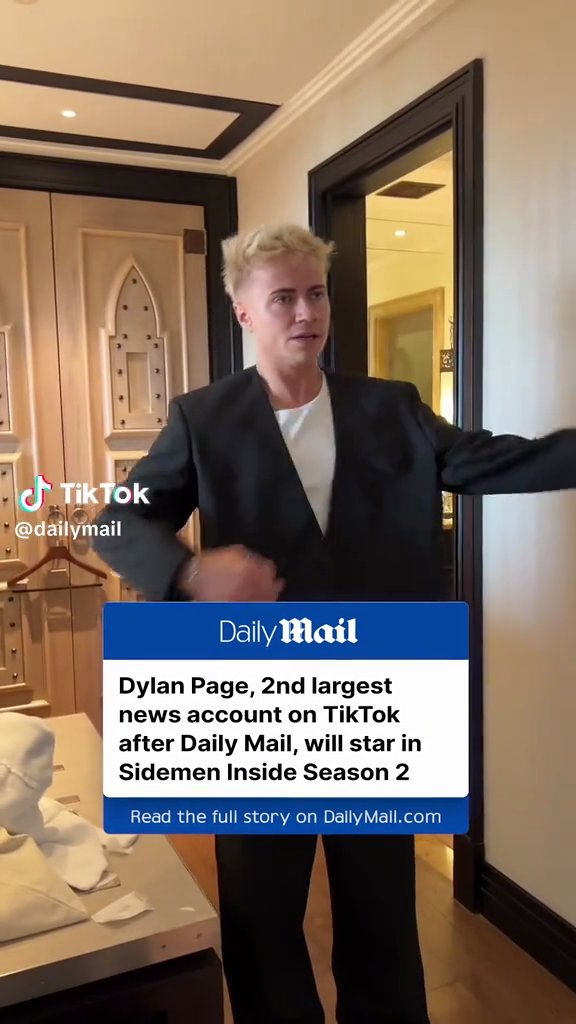 TikTok
@dailymail
Daily Mail
Dylan Page, 2nd largest
news account on TikTok
after Daily Mail, will star in
Sidemen Inside Season 2
Read the full story on DailyMail.com